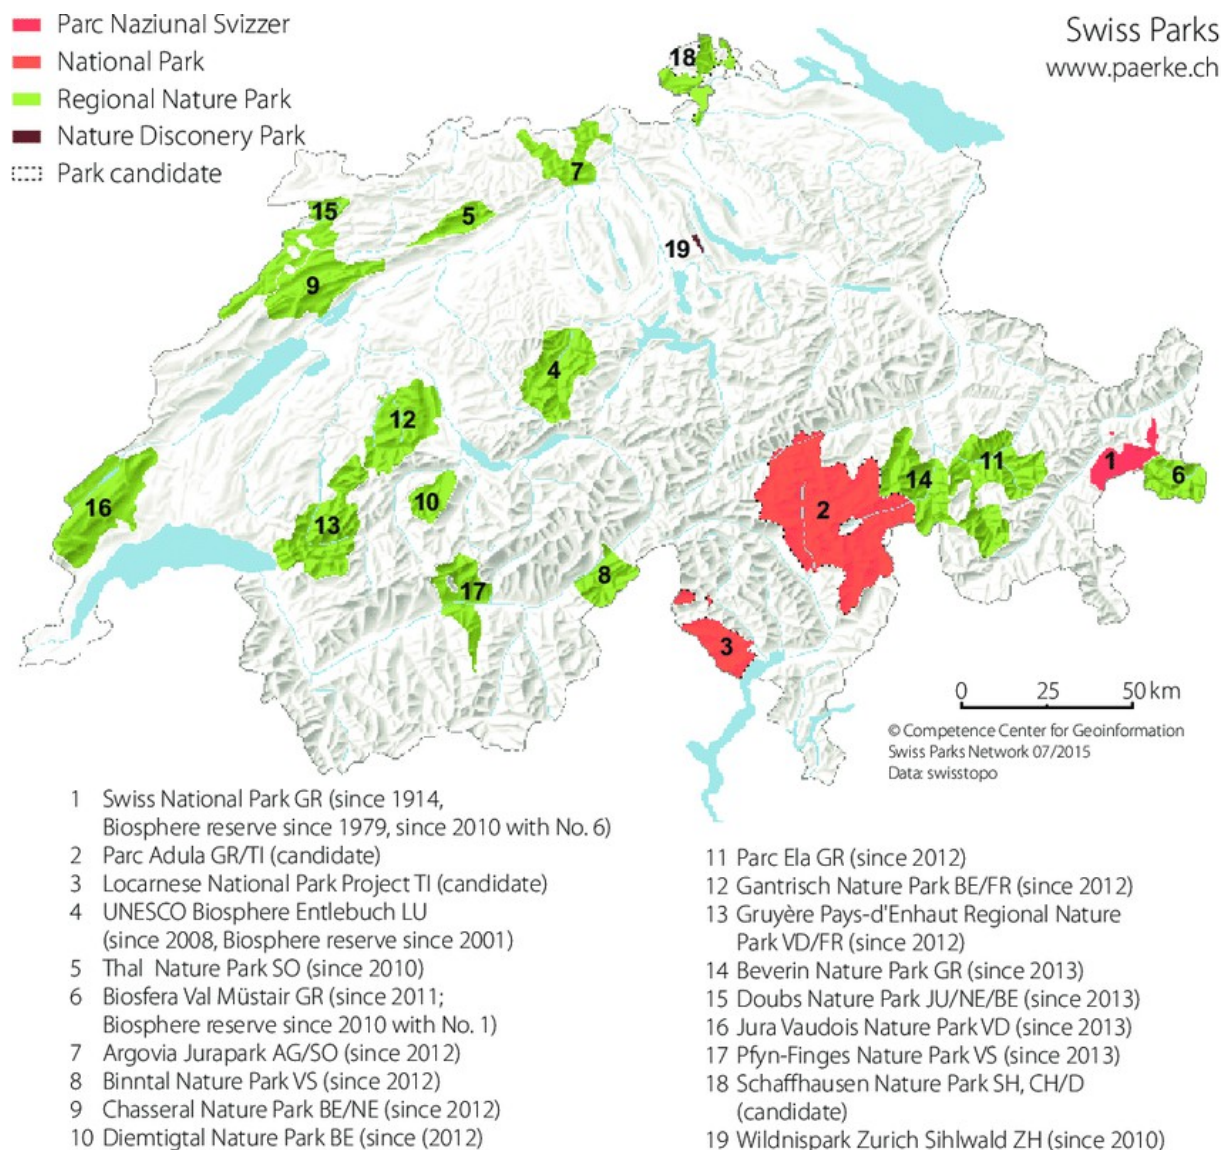 Parc Naziunal Svizzer
National Park
Regional Nature Park
Nature Disconery Park
Park candidate
Swiss Parks
www.paerke.ch
18
7
15
5
19
9
4
12
11
1
6
14
16
10
2
13
8
17
3
0 25 50 km
© Competence Center for Geoinformation
Swiss Parks Network 07/2015
Data: swisstopo
1 Swiss National Park GR (since 1914,
Biosphere reserve since 1979, since 2010 with No. 6)
2 Parc Adula GR/TI (candidate)
3 Locarnese National Park Project TI (candidate)
4 UNESCO Biosphere Entlebuch LU
(since 2008, Biosphere reserve since 2001)
5 Thal Nature Park SO (since 2010)
6 Biosfera Val Müstair GR (since 2011;
Biosphere reserve since 2010 with No. 1)
7 Argovia Jurapark AG/SO (since 2012)
8 Binntal Nature Park VS (since 2012)
9 Chasseral Nature Park BE/NE (since 2012)
10 Diemtigtal Nature Park BE (since (2012)
11 Parc Ela GR (since 2012)
12 Gantrisch Nature Park BE/FR (since 2012)
13 Gruyère Pays-d'Enhaut Regional Nature
Park VD/FR (since 2012)
14 Beverin Nature Park GR (since 2013)
15 Doubs Nature Park JU/NE/BE (since 2013)
16 Jura Vaudois Nature Park VD (since 2013)
17 Pfyn-Finges Nature Park VS (since 2013)
18 Schaffhausen Nature Park SH, CH/D
(candidate)
19 Wildnispark Zurich Sihlwald ZH (since 2010)